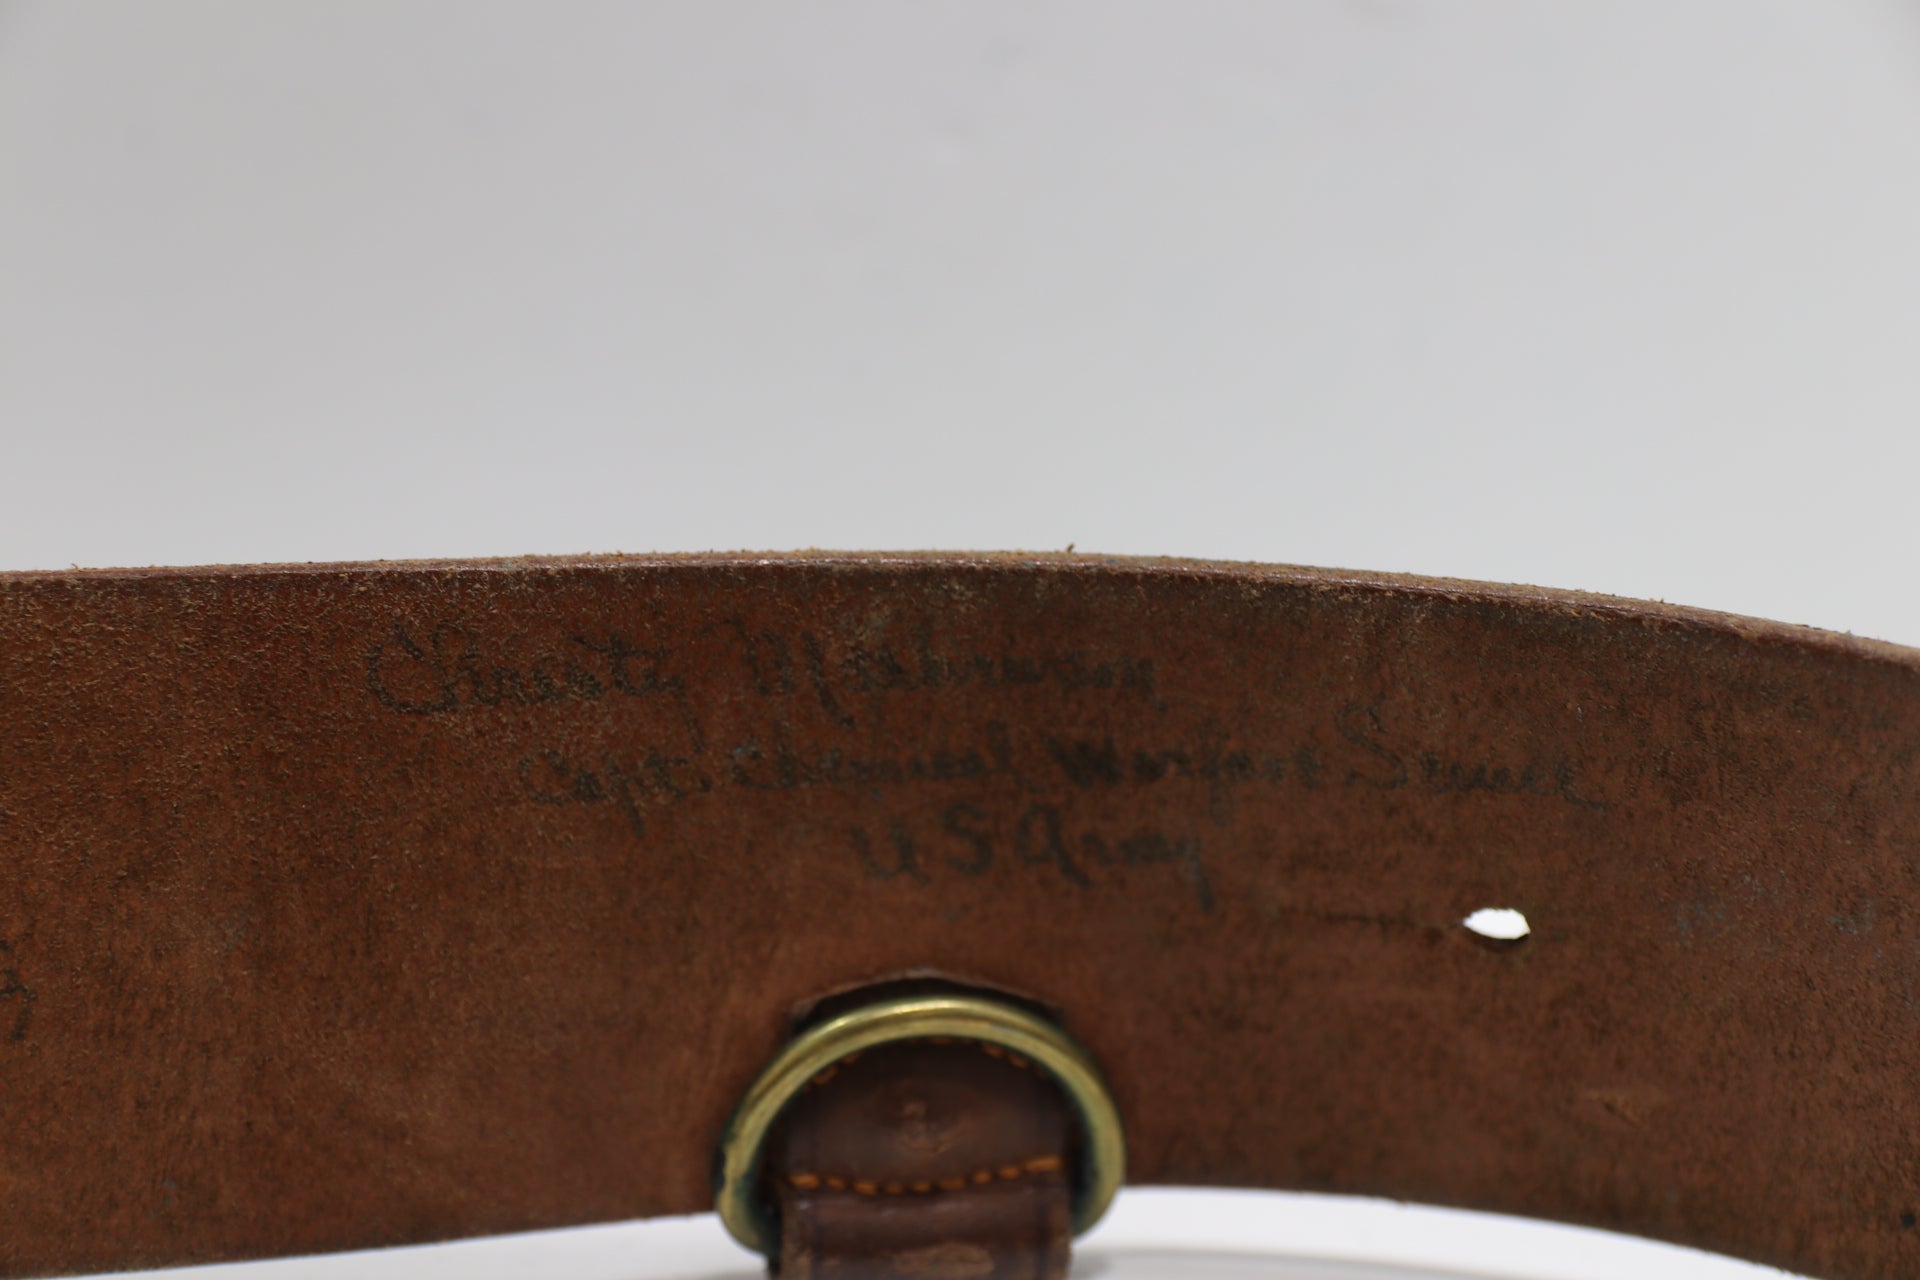 Christy Mathewson
Capt. Chemical Warfare Service
U S Army